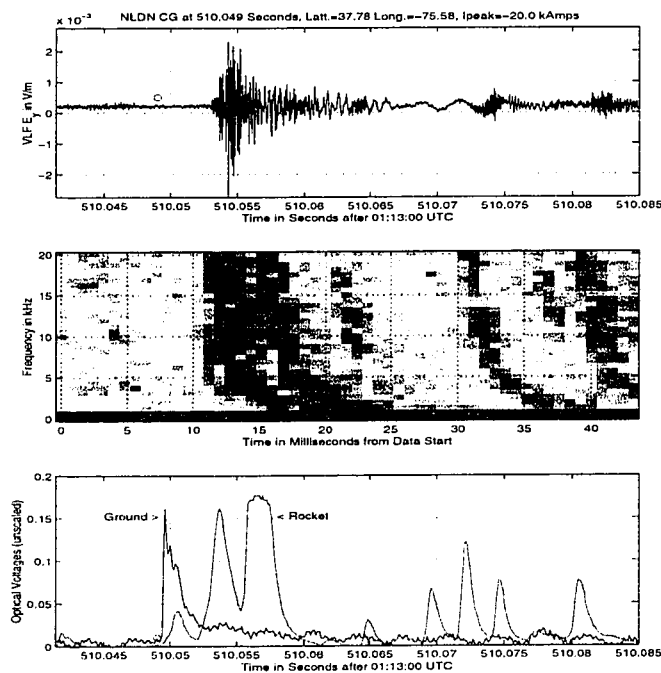 NLDN CG at 510.049 Seconds, Latt.=37.78 Long.=-75.58, Ipeak=-20.0 kAmps
x 10⁻³
VLF E_y in V/m
2
1
0
-1
-2
510.045 510.05 510.055 510.06 510.065 510.07 510.075 510.08 510.085
Time in Seconds after 01:13:00 UTC
Frequency in kHz
20
15
10
5
0
0 5 10 15 20 25 30 35 40
Time in Milliseconds from Data Start
Optical Voltages (unscaled)
0.2
0.15
0.1
0.05
0
Ground >
< Rocket
510.045 510.05 510.055 510.06 510.065 510.07 510.075 510.08 510.085
Time in Seconds after 01:13:00 UTC